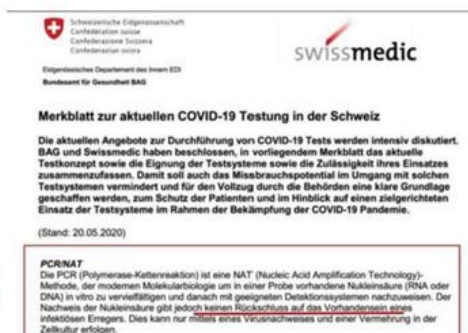 Schweizerische Eidgenossenschaft
Confédération suisse
Confederazione Svizzera
Confederaziun svizra
swissmedic
Eidgenössisches Departement des Innern EDI
Bundesamt für Gesundheit BAG
Merkblatt zur aktuellen COVID-19 Testung in der Schweiz
Die aktuellen Angebote zur Durchführung von COVID-19 Tests werden intensiv diskutiert.
BAG und Swissmedic haben beschlossen, in vorliegendem Merkblatt das aktuelle
Testkonzept sowie die Eignung der Testsysteme sowie die Zulässigkeit ihres Einsatzes
zusammenzufassen. Damit soll auch das Missbrauchspotential im Umgang mit solchen
Testsystemen vermindert und für den Vollzug durch die Behörden eine klare Grundlage
geschaffen werden, zum Schutz der Patienten und im Hinblick auf einen zielgerichteten
Einsatz der Testsysteme im Rahmen der Bekämpfung der COVID-19 Pandemie.
(Stand: 20.05.2020)
PCR/NAT
Die PCR (Polymerase-Kettenreaktion) ist eine NAT (Nucleic Acid Amplification Technology)-
Methode, der modernen Molekularbiologie um in einer Probe vorhandene Nukleinsäure (RNA oder
DNA) in vitro zu vervielfältigen und danach mit geeigneten Detektionssystemen nachzuweisen. Der
Nachweis der Nukleinsäure gibt jedoch keinen Rückschluss auf das Vorhandensein eines
infektiösen Erregers. Dies kann nur mittels eines Virusnachweises und einer Vermehrung in der
Zellkultur erfolgen.